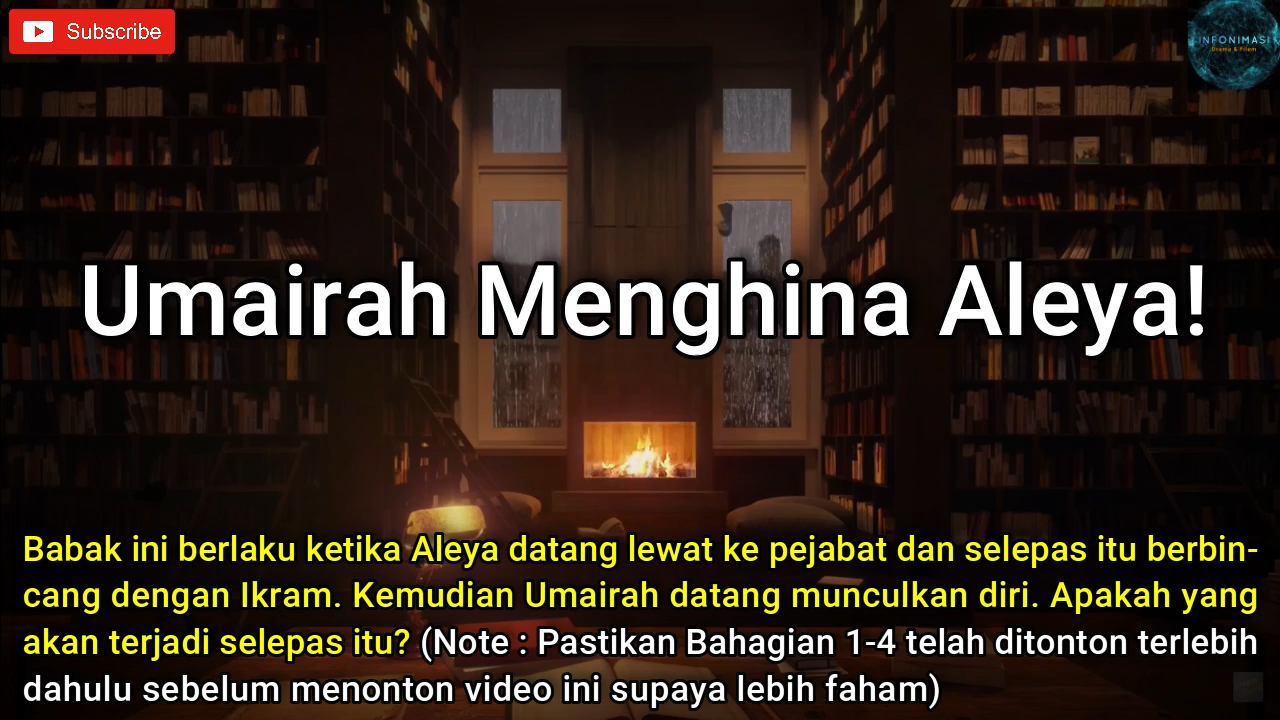 Subscribe
INFONIMASI
Drama & Filem
Umairah Menghina Aleya!
Babak ini berlaku ketika Aleya datang lewat ke pejabat dan selepas itu berbin-
cang dengan Ikram. Kemudian Umairah datang munculkan diri. Apakah yang
akan terjadi selepas itu? (Note : Pastikan Bahagian 1-4 telah ditonton terlebih
dahulu sebelum menonton video ini supaya lebih faham)